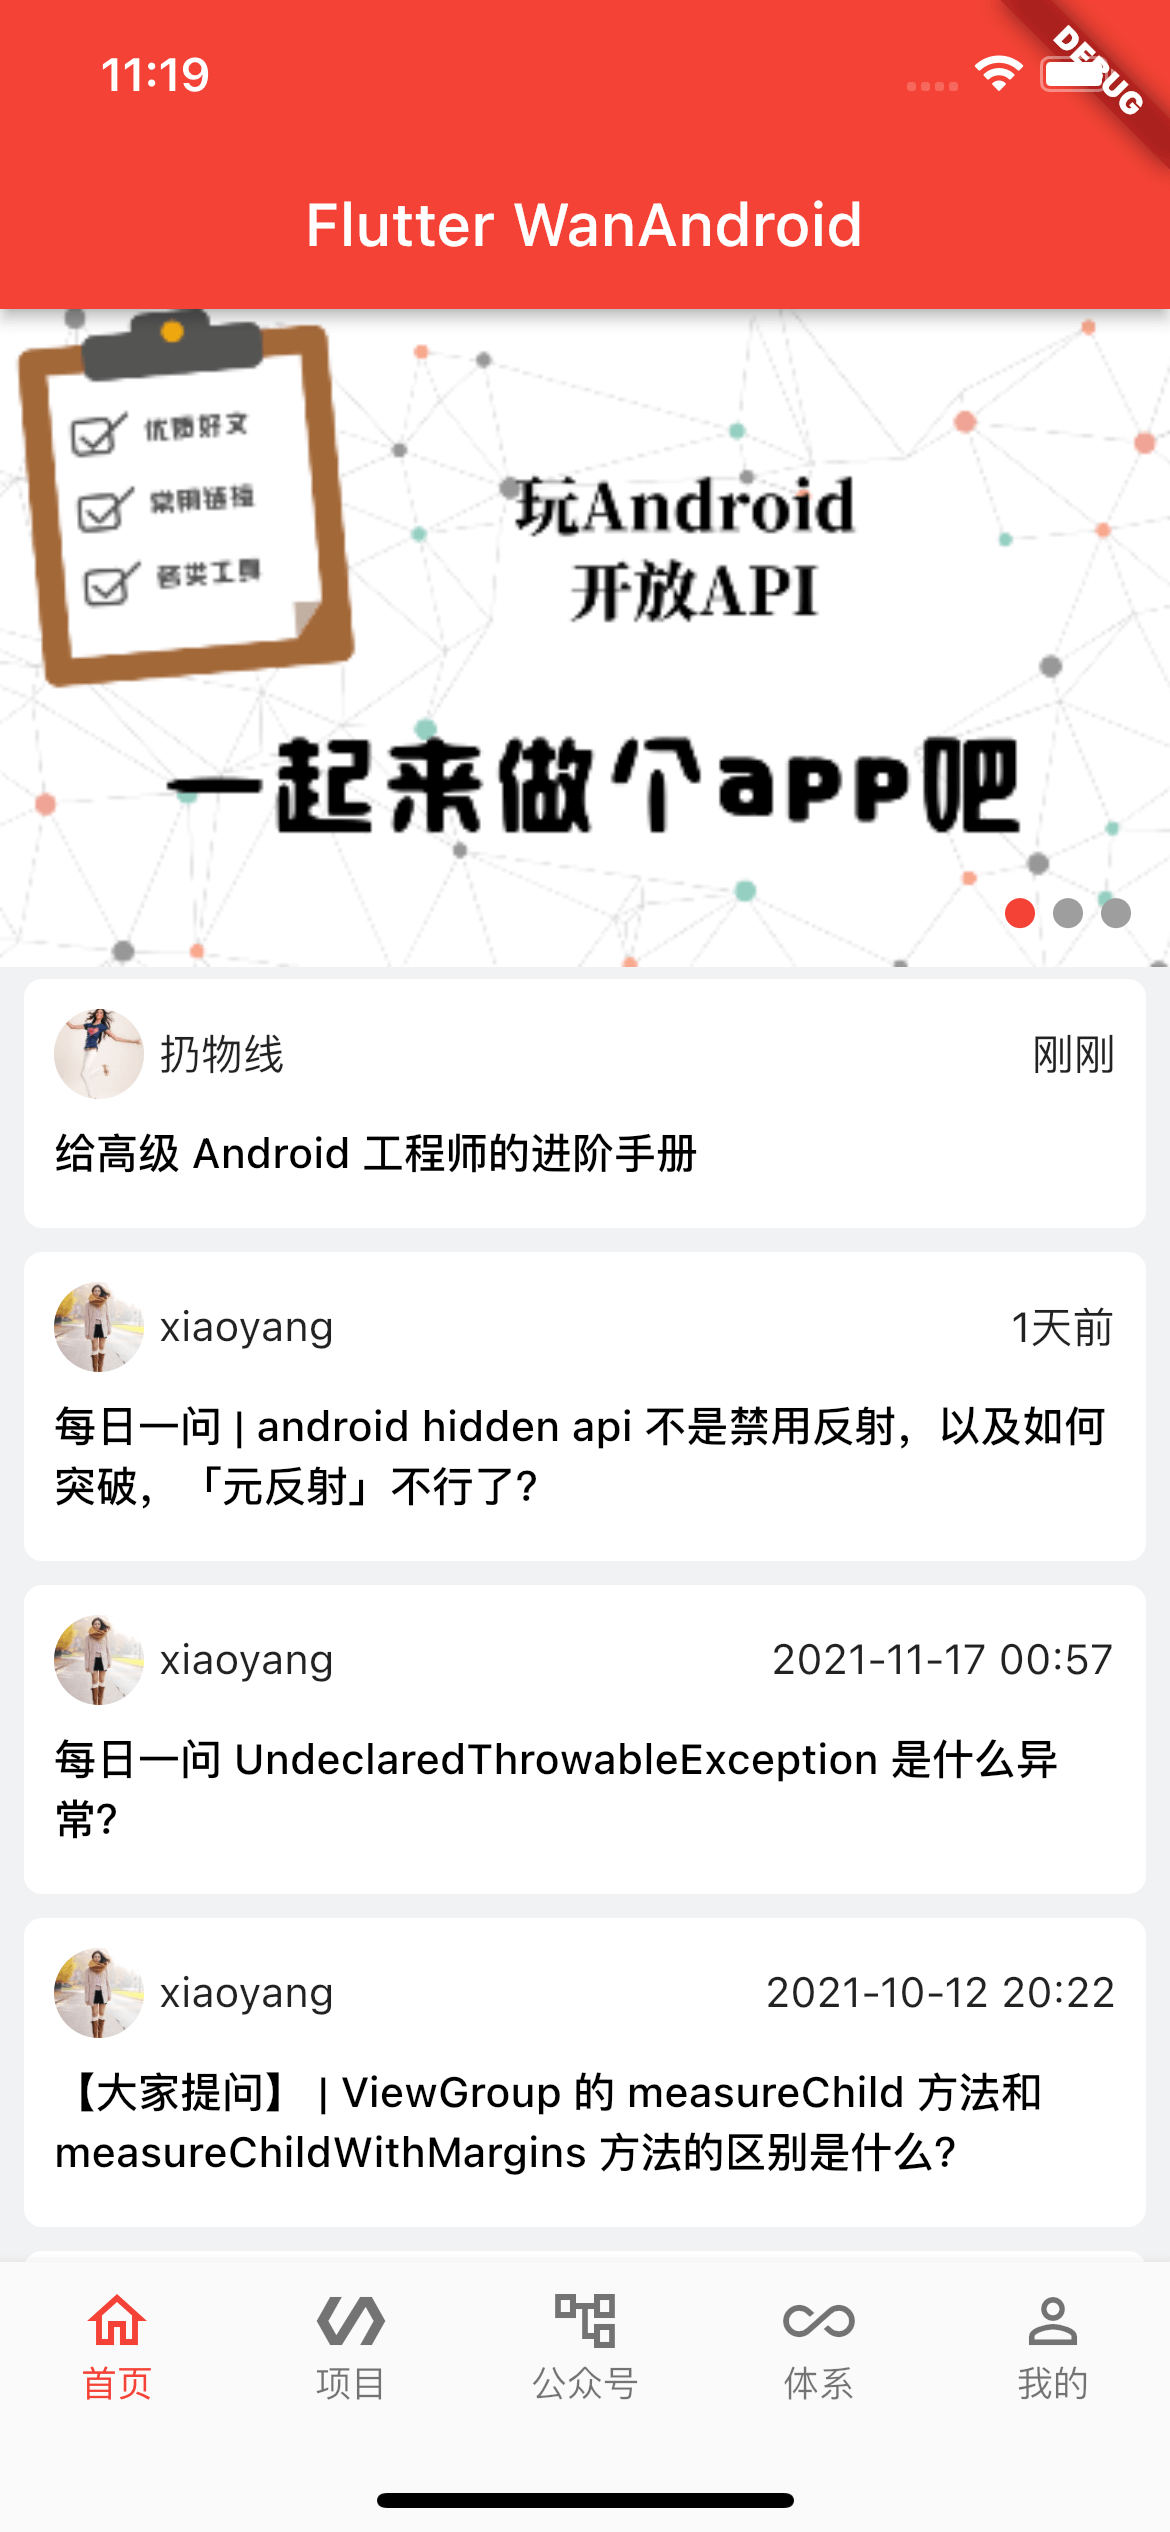 11:19
DEBUG
Flutter WanAndroid
优质好文
常用链接
各类工具
玩Android
开放API
一起来做个app吧
扔物线
刚刚
给高级 Android 工程师的进阶手册
xiaoyang
1天前
每日一问 | android hidden api 不是禁用反射，以及如何
突破，「元反射」不行了?
xiaoyang
2021-11-17 00:57
每日一问 UndeclaredThrowableException 是什么异
常?
xiaoyang
2021-10-12 20:22
【大家提问】 | ViewGroup 的 measureChild 方法和
measureChildWithMargins 方法的区别是什么?
首页
项目
公众号
体系
我的